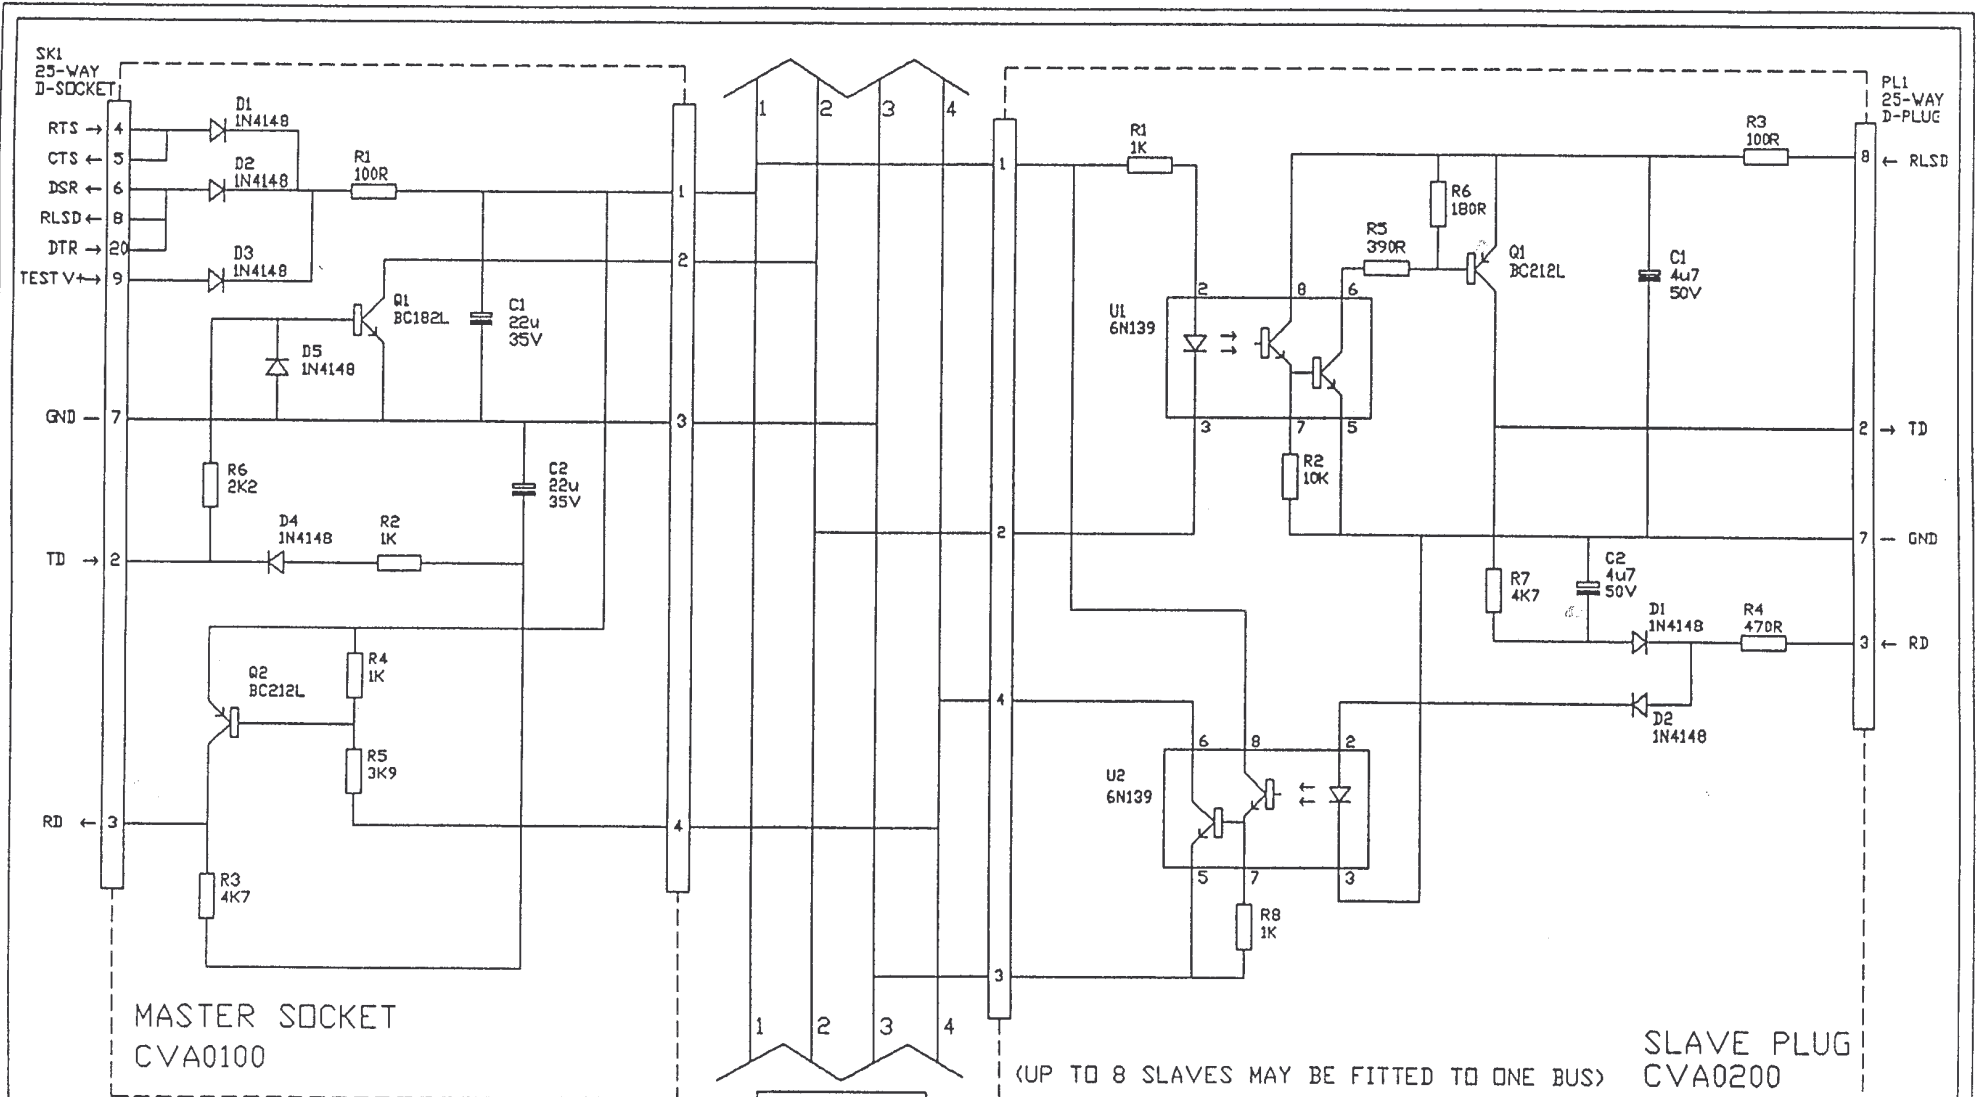 SK1
25-WAY
D-SOCKET
RTS → 4
CTS ← 5
DSR ← 6
RLSD ← 8
DTR → 20
TEST V+ → 9
GND 7
TD → 2
RD ← 3
D1
1N4148
D2
1N4148
D3
1N4148
R1
100R
Q1
BC182L
D5
1N4148
C1
22u
35V
R6
2K2
D4
1N4148
R2
1K
C2
22u
35V
Q2
BC212L
R4
1K
R5
3K9
R3
4K7
1
2
3
4
MASTER SOCKET
CVA0100
1 2 3 4
1 2 3 4
1
2
4
3
R1
1K
U1
6N139
2 8 6
3 7 5
R2
10K
R5
390R
R6
180R
Q1
BC212L
C1
4u7
50V
R3
100R
PL1
25-WAY
D-PLUG
8 ← RLSD
2 → TD
7 GND
3 ← RD
R7
4K7
C2
4u7
50V
D1
1N4148
R4
470R
D2
1N4148
U2
6N139
6 8 2
5 7 3
R8
1K
(UP TO 8 SLAVES MAY BE FITTED TO ONE BUS)
SLAVE PLUG
CVA0200